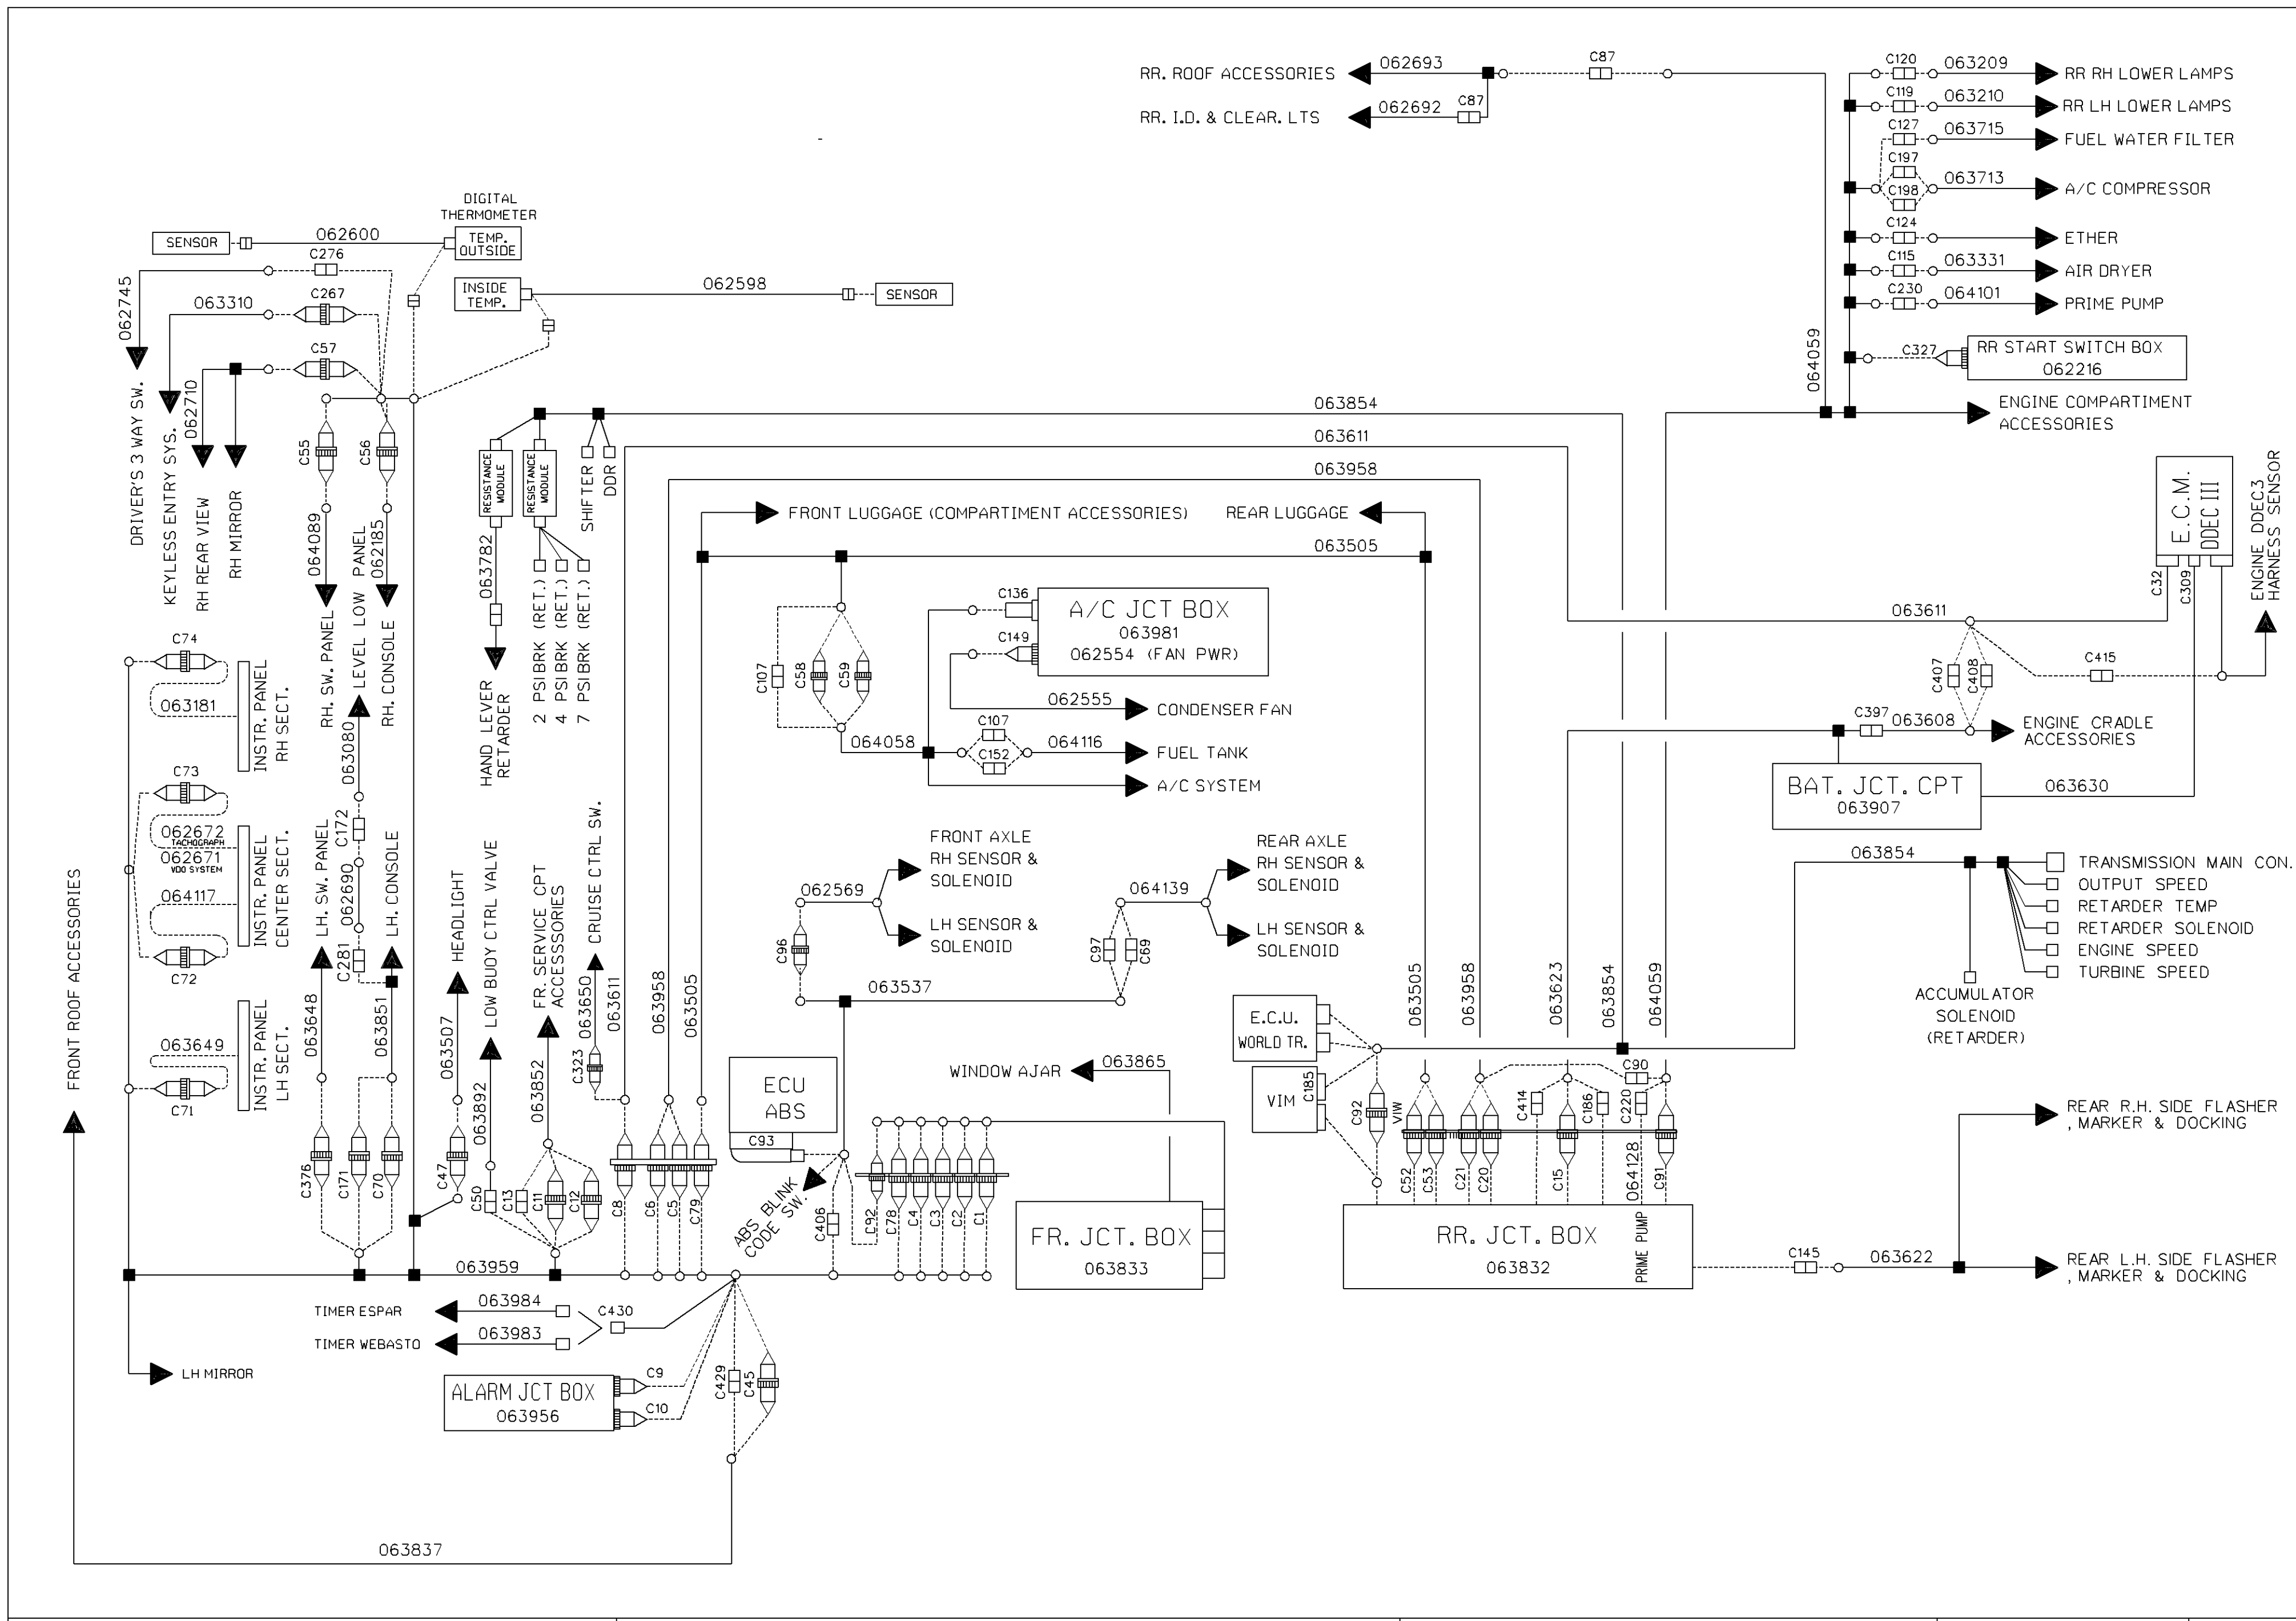 RR. ROOF ACCESSORIES
062693
C87
RR. I.D. & CLEAR. LTS
062692
C87
C120
063209
RR RH LOWER LAMPS
C119
063210
RR LH LOWER LAMPS
C127
063715
FUEL WATER FILTER
C197
C198
063713
A/C COMPRESSOR
C124
ETHER
C115
063331
AIR DRYER
C230
064101
PRIME PUMP
C327
RR START SWITCH BOX
062216
064059
ENGINE COMPARTIMENT
ACCESSORIES
DIGITAL
THERMOMETER
SENSOR
062600
TEMP.
OUTSIDE
C276
INSIDE
TEMP.
062598
SENSOR
062745
063310
C267
C57
062710
DRIVER'S 3 WAY SW.
KEYLESS ENTRY SYS.
RH REAR VIEW
RH MIRROR
C55
C56
064089
062185
RH. SW. PANEL
LEVEL LOW PANEL
RH. CONSOLE
063854
063611
063958
RESISTANCE
MODULE
RESISTANCE
MODULE
SHIFTER
DDR
063782
2 PSI BRK (RET.)
4 PSI BRK (RET.)
7 PSI BRK (RET.)
HAND LEVER
RETARDER
FRONT LUGGAGE (COMPARTIMENT ACCESSORIES)
REAR LUGGAGE
063505
E.C.M.
DDEC III
C32
C309
ENGINE DDEC3
HARNESS SENSOR
C136
C149
A/C JCT BOX
063981
062554 (FAN PWR)
C107
C58
C59
062555
CONDENSER FAN
064058
C107
C152
064116
FUEL TANK
A/C SYSTEM
063611
C407
C408
C415
C397
063608
ENGINE CRADLE
ACCESSORIES
BAT. JCT. CPT
063907
063630
C74
063181
INSTR. PANEL
RH SECT.
C73
062672
TACHOGRAPH
062671
VDO SYSTEM
064117
C72
INSTR. PANEL
CENTER SECT.
063649
C71
INSTR. PANEL
LH SECT.
FRONT ROOF ACCESSORIES
063080
C172
062690
C281
LH. SW. PANEL
LH. CONSOLE
063648
063851
C376
C171
C70
HEADLIGHT
063507
C47
LOW BUOY CTRL VALVE
063892
C50
FR. SERVICE CPT
ACCESSSORIES
063852
C13
C11
C12
CRUISE CTRL SW.
063650
C323
063611
063958
063505
C8
C6
C5
C79
FRONT AXLE
RH SENSOR &
SOLENOID
062569
LH SENSOR &
SOLENOID
C96
REAR AXLE
RH SENSOR &
SOLENOID
064139
LH SENSOR &
SOLENOID
C97
C69
063537
ECU
ABS
C93
ABS BLINK
CODE SW.
C406
C92
C78
C4
C3
C2
C1
WINDOW AJAR
063865
FR. JCT. BOX
063833
E.C.U.
WORLD TR.
VIM
C185
C92
VIW
063505
063958
063623
063854
064059
C52
C53
C21
C20
C414
C15
C186
C220
C90
064128
C91
RR. JCT. BOX
063832
PRIME PUMP
063854
TRANSMISSION MAIN CON.
OUTPUT SPEED
RETARDER TEMP
RETARDER SOLENOID
ENGINE SPEED
TURBINE SPEED
ACCUMULATOR
SOLENOID
(RETARDER)
REAR R.H. SIDE FLASHER
, MARKER & DOCKING
C145
063622
REAR L.H. SIDE FLASHER
, MARKER & DOCKING
063959
TIMER ESPAR
063984
C430
TIMER WEBASTO
063983
LH MIRROR
ALARM JCT BOX
063956
C9
C10
C429
C45
063837